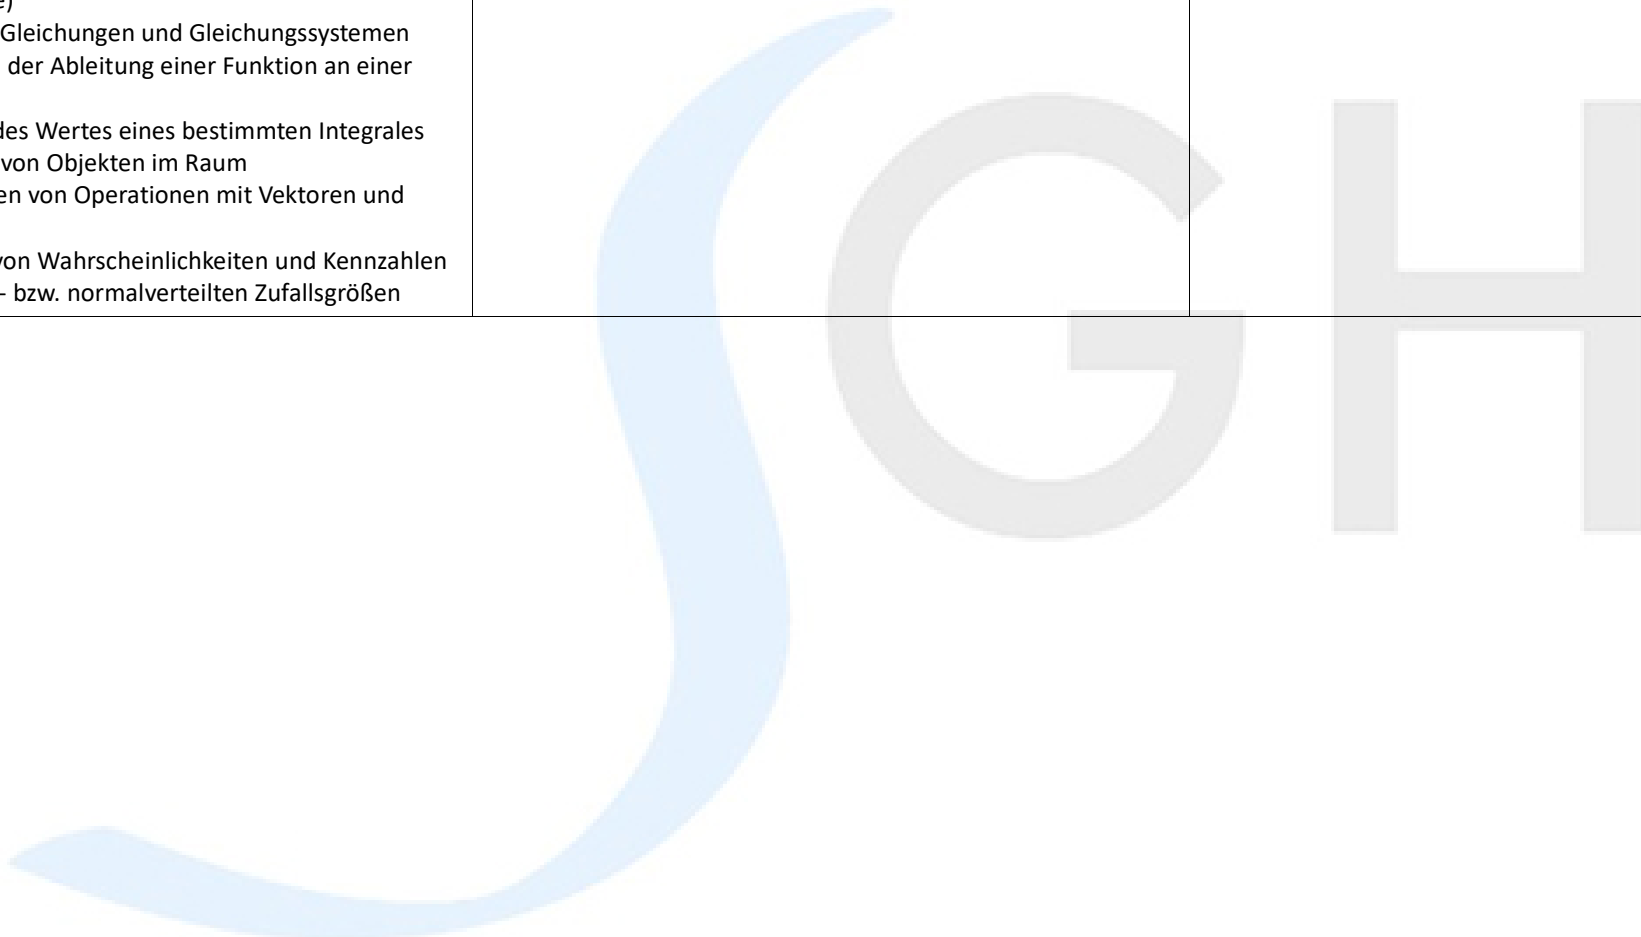 e)
Gleichungen und Gleichungssystemen
der Ableitung einer Funktion an einer
des Wertes eines bestimmten Integrales
von Objekten im Raum
en von Operationen mit Vektoren und
von Wahrscheinlichkeiten und Kennzahlen
- bzw. normalverteilten Zufallsgrößen
SGH